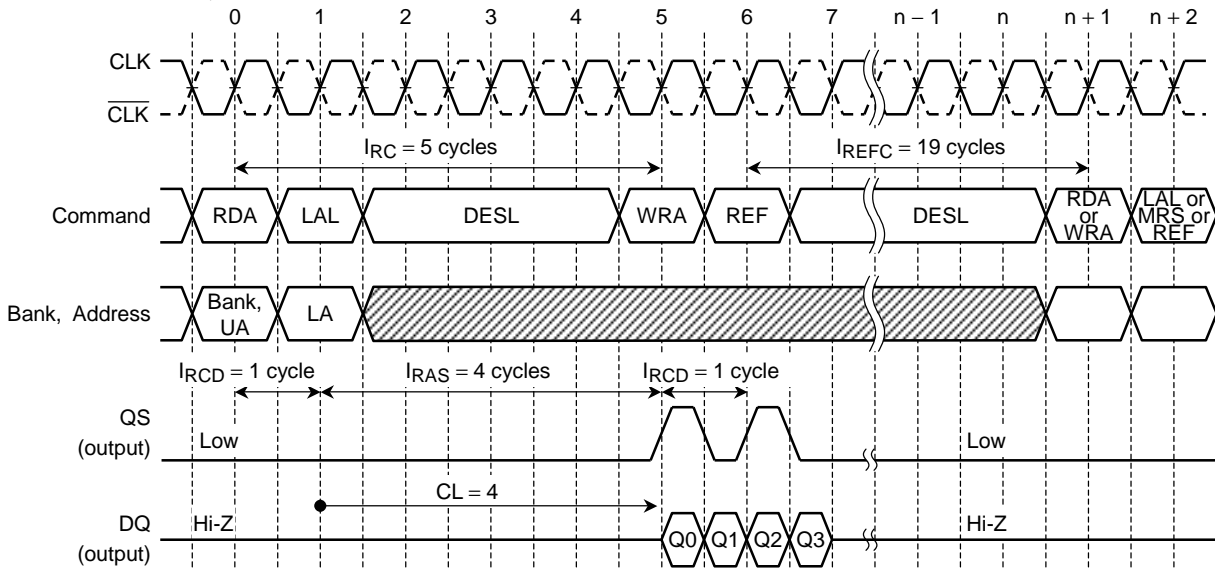 0 1 2 3 4 5 6 7 n − 1 n n + 1 n + 2
CLK
CLK
IRC = 5 cycles
IREFC = 19 cycles
Command
RDA
LAL
DESL
WRA
REF
DESL
RDA
or
WRA
LAL or
MRS or
REF
Bank, Address
Bank,
UA
LA
IRCD = 1 cycle
IRAS = 4 cycles
IRCD = 1 cycle
QS
(output)
Low
Low
CL = 4
DQ
(output)
Hi-Z
Q0 Q1 Q2 Q3
Hi-Z